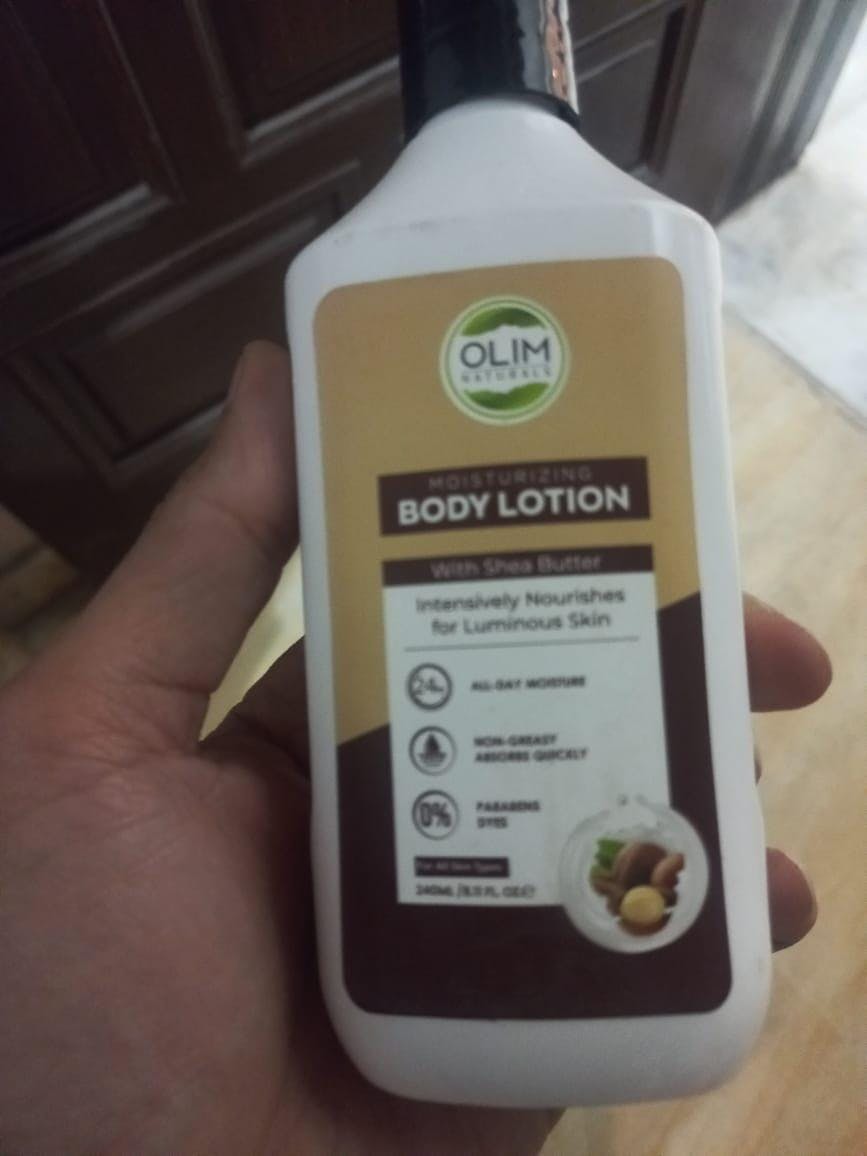 OLIM
NATURALS
MOISTURIZING
BODY LOTION
With Shea Butter
Intensively Nourishes
for Luminous Skin
ALL-DAY MOISTURE
NON-GREASY
ABSORBS QUICKLY
0%
PARABENS
DYES
For All Skin Types